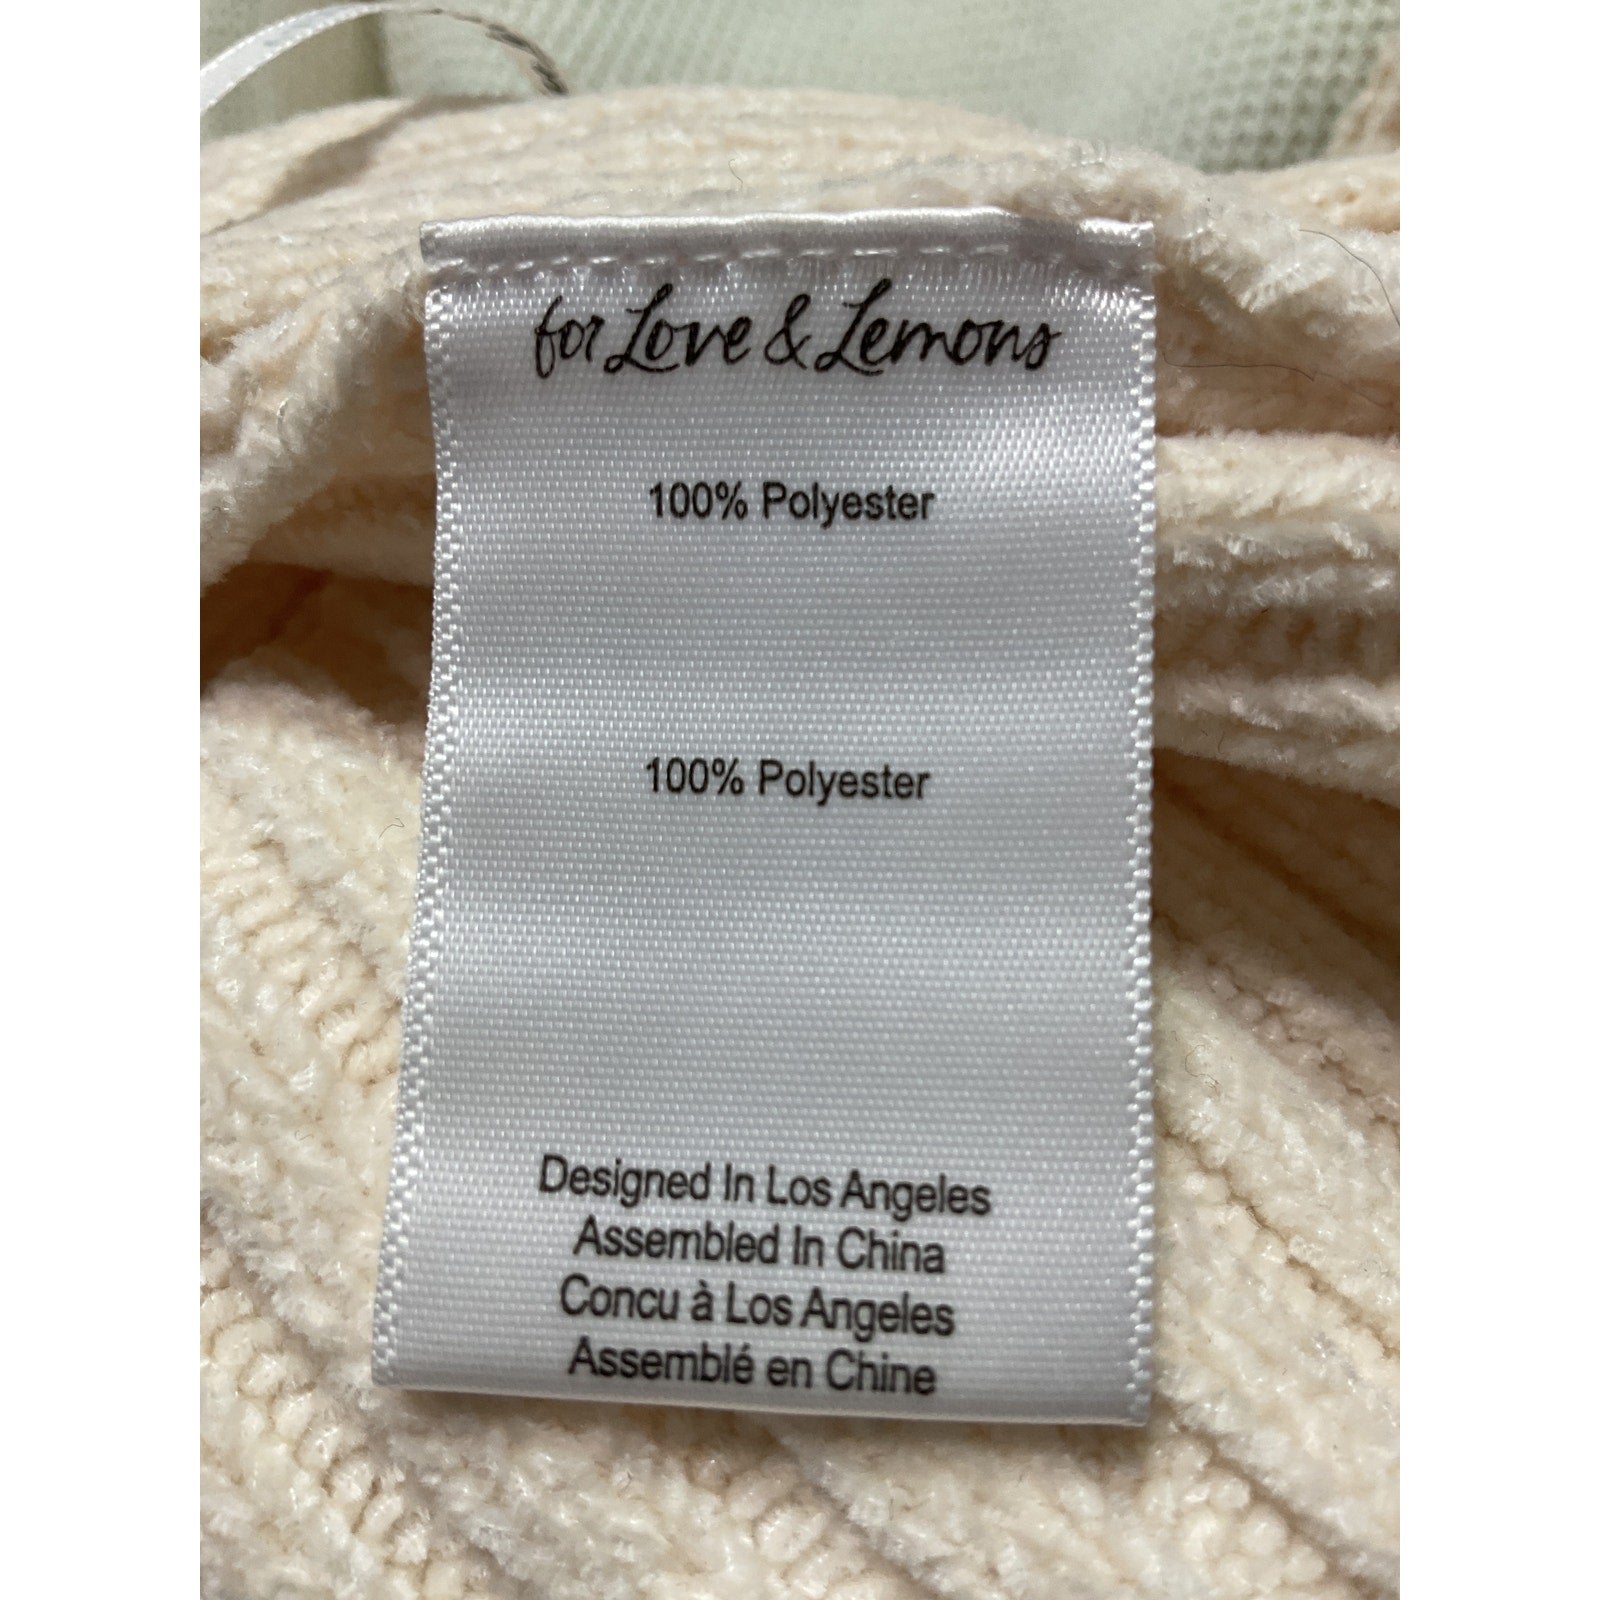 for Love & Lemons
100% Polyester
100% Polyester
Designed In Los Angeles
Assembled In China
Concu à Los Angeles
Assemblé en Chine